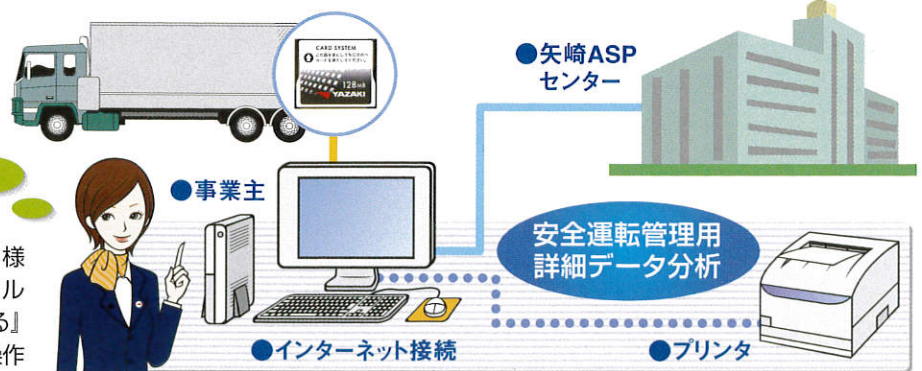 CARD SYSTEM
128MB
YAZAKI
●矢崎ASP
センター
●事業主
安全運転管理用
詳細データ分析
様
ル
る』
操作
●インターネット接続
●プリンタ